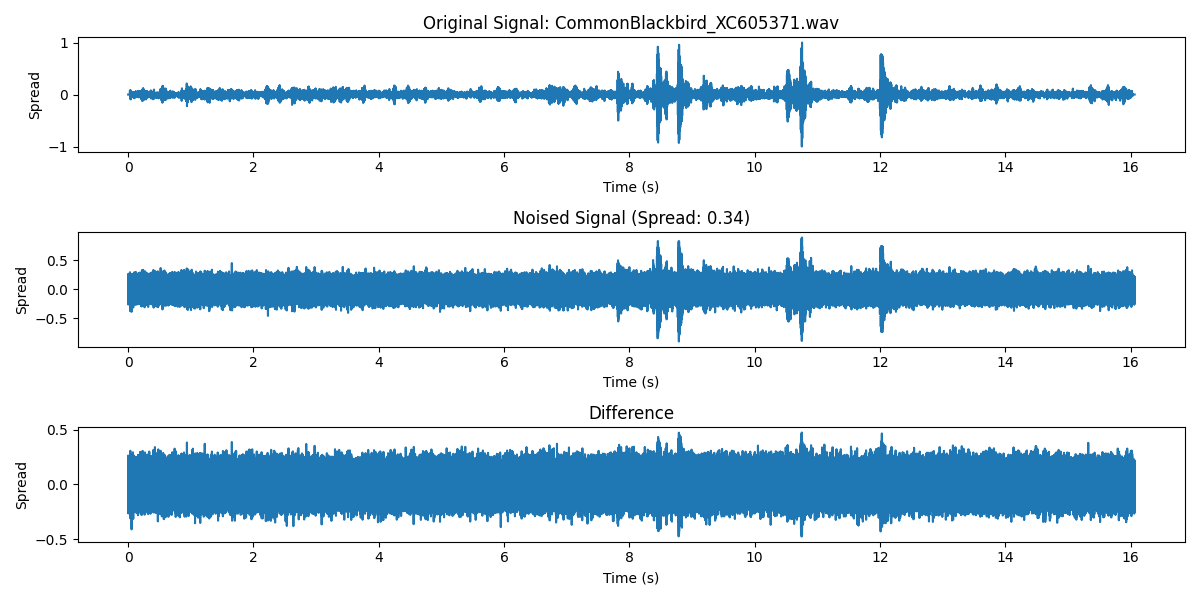 Original Signal: CommonBlackbird_XC605371.wav
1
0
−1
Spread
0 2 4 6 8 10 12 14 16
Time (s)
Noised Signal (Spread: 0.34)
0.5
0.0
−0.5
Spread
0 2 4 6 8 10 12 14 16
Time (s)
Difference
0.5
0.0
−0.5
Spread
0 2 4 6 8 10 12 14 16
Time (s)